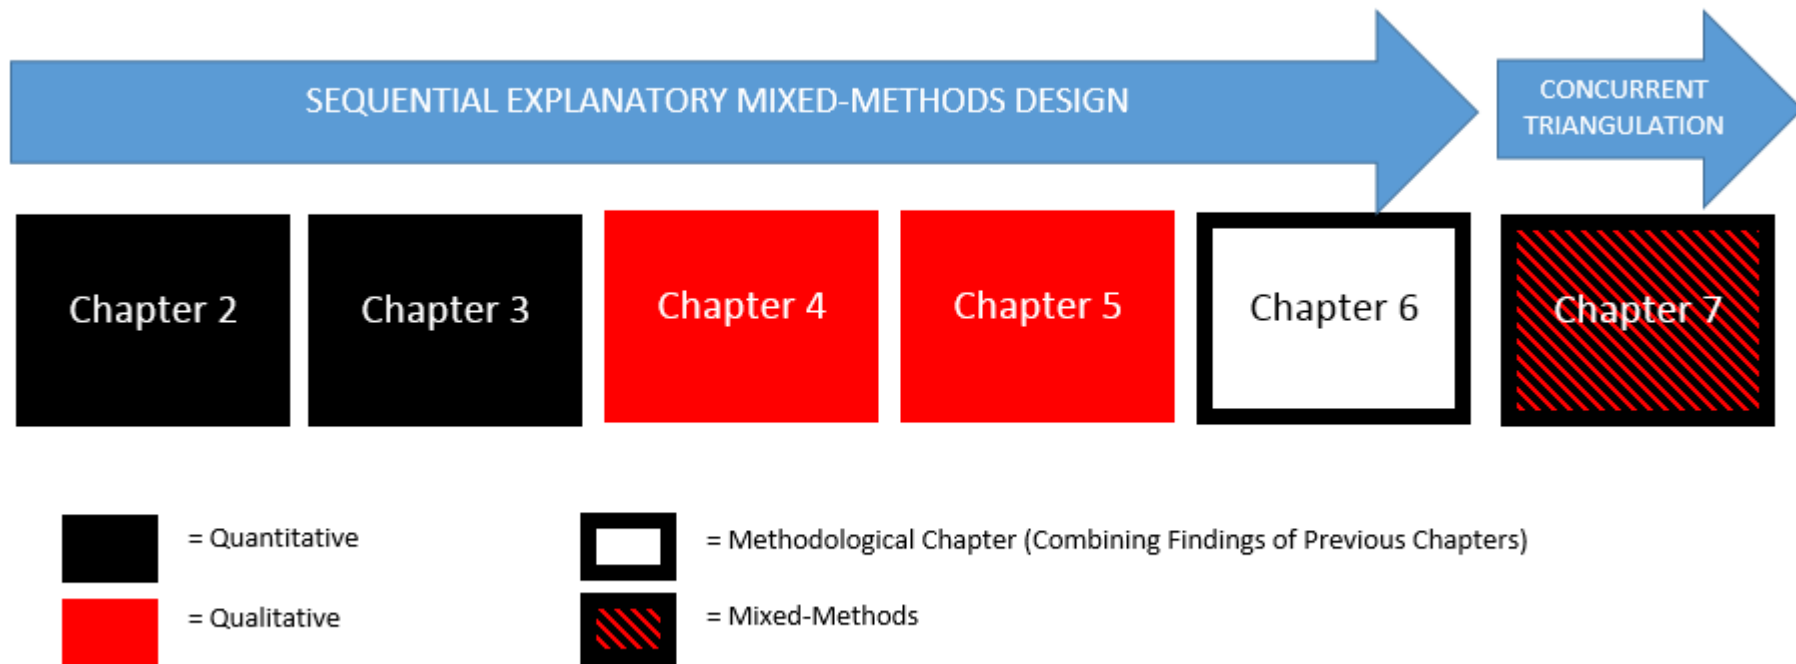 SEQUENTIAL EXPLANATORY MIXED-METHODS DESIGN
CONCURRENT
TRIANGULATION
Chapter 2
Chapter 3
Chapter 4
Chapter 5
Chapter 6
Chapter 7
= Quantitative
= Methodological Chapter (Combining Findings of Previous Chapters)
= Qualitative
= Mixed-Methods